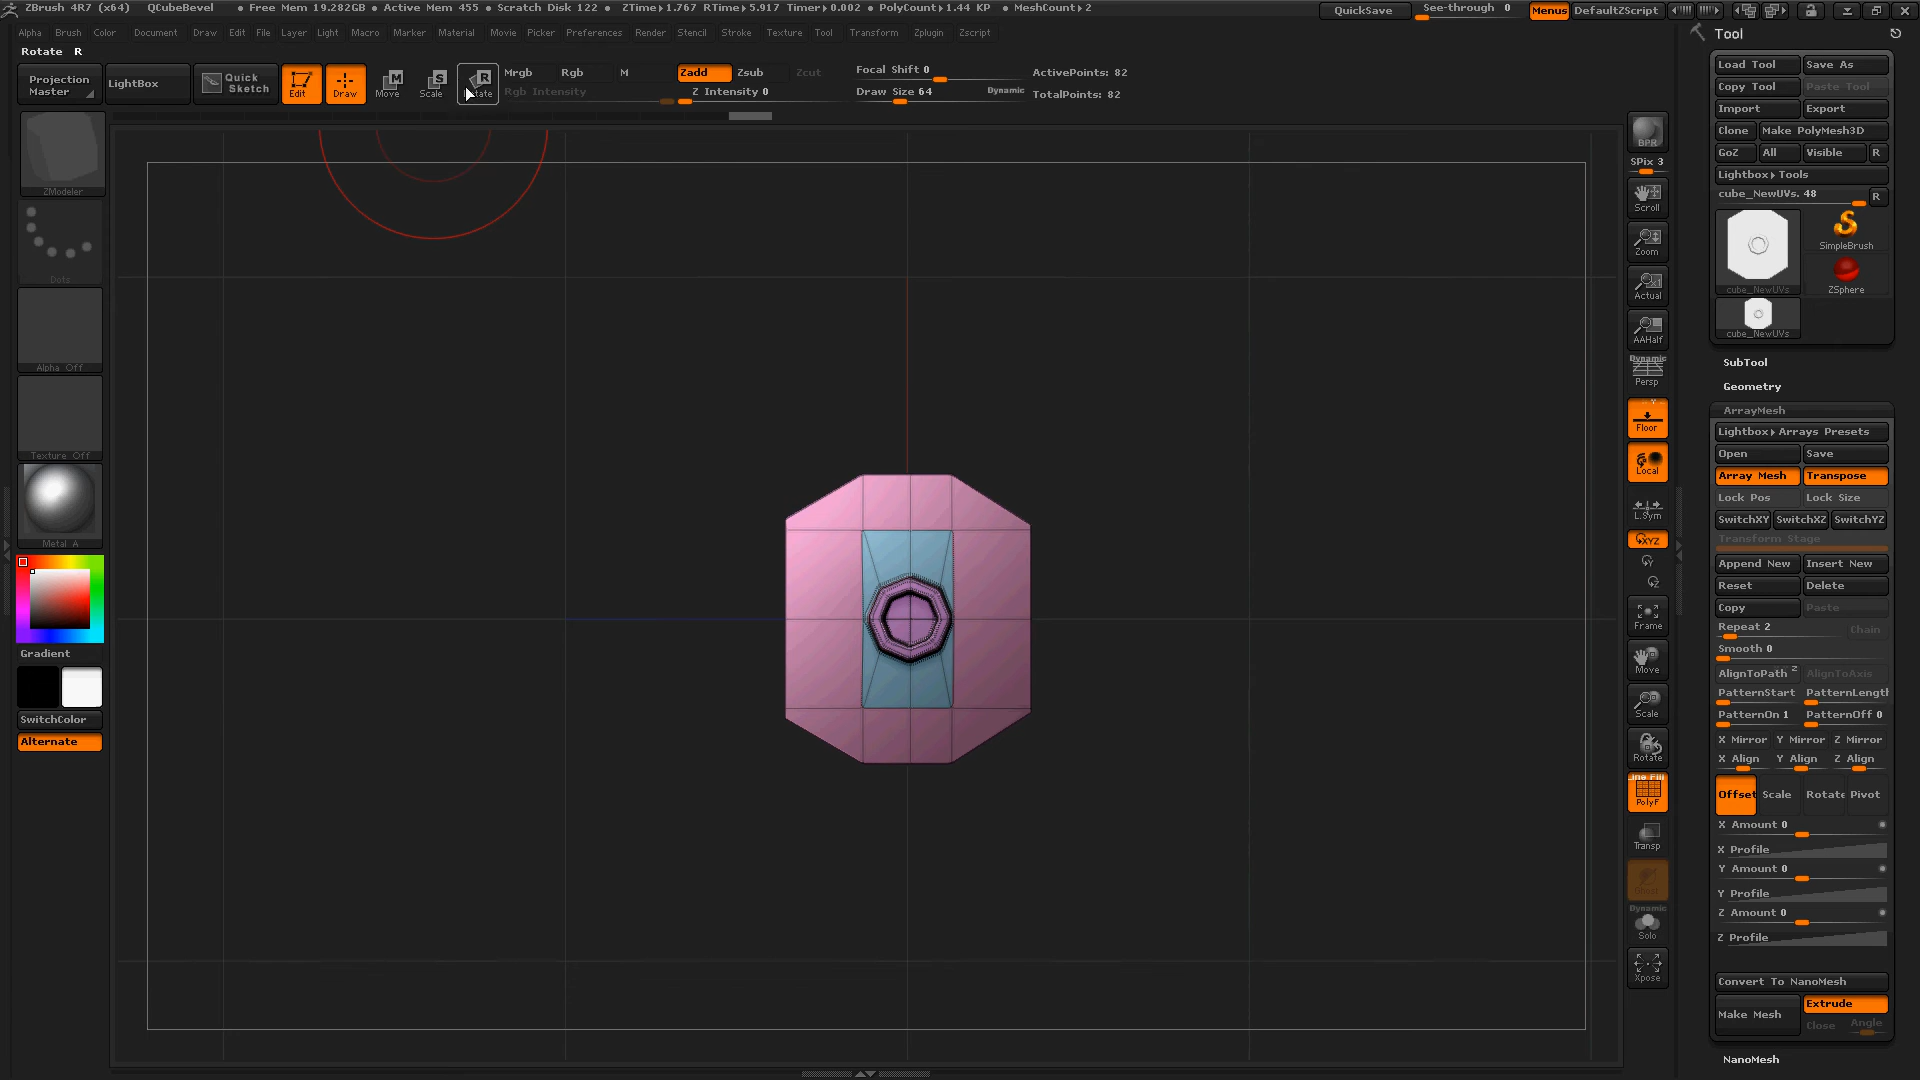 ZBrush 4R7 (x64) QCubeBevel • Free Mem 19.282GB • Active Mem 455 • Scratch Disk 122 • ZTime▸1.767 RTime▸5.917 Timer▸0.002 • PolyCount▸1.44 KP • MeshCount▸2 QuickSave See-through 0 Menus DefaultZScript
Alpha Brush Color Document Draw Edit File Layer Light Macro Marker Material Movie Picker Preferences Render Stencil Stroke Texture Tool Transform Zplugin Zscript
Rotate R
Projection Master
LightBox
Quick Sketch
Edit
Draw
Move
Scale
Mrgb Rgb M
Rgb Intensity
Zadd Zsub Zcut
Z Intensity 0
Focal Shift 0
Draw Size 64 Dynamic
ActivePoints: 82
TotalPoints: 82
ZModeler
Dots
Alpha Off
Texture Off
Metal A
Gradient
SwitchColor
Alternate
BPR
SPix 3
Scroll
Zoom
Actual
AAHalf
Dynamic
Persp
Floor
Local
L.Sym
XYZ
Frame
Move
Scale
Rotate
Line Fill
PolyF
Transp
Ghost
Dynamic
Solo
Xpose
Tool
Load Tool Save As
Copy Tool Paste Tool
Import Export
Clone Make PolyMesh3D
GoZ All Visible R
Lightbox▸Tools
cube_NewUVs. 48 R
cube_NewUVs
SimpleBrush
ZSphere
cube_NewUVs
SubTool
Geometry
ArrayMesh
Lightbox▸Arrays Presets
Open Save
Array Mesh Transpose
Lock Pos Lock Size
SwitchXY SwitchXZ SwitchYZ
Transform Stage
Append New Insert New
Reset Delete
Copy Paste
Repeat 2 Chain
Smooth 0
AlignToPath AlignToAxis
PatternStart PatternLength
PatternOn 1 PatternOff 0
X Mirror Y Mirror Z Mirror
X Align Y Align Z Align
Offset Scale Rotate Pivot
X Amount 0
X Profile
Y Amount 0
Y Profile
Z Amount 0
Z Profile
Convert To NanoMesh
Make Mesh Extrude
Close Angle
NanoMesh